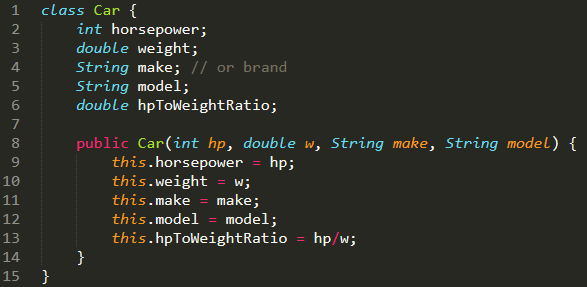 1 class Car {
2     int horsepower;
3     double weight;
4     String make; // or brand
5     String model;
6     double hpToWeightRatio;
7
8     public Car(int hp, double w, String make, String model) {
9         this.horsepower = hp;
10         this.weight = w;
11         this.make = make;
12         this.model = model;
13         this.hpToWeightRatio = hp/w;
14     }
15 }